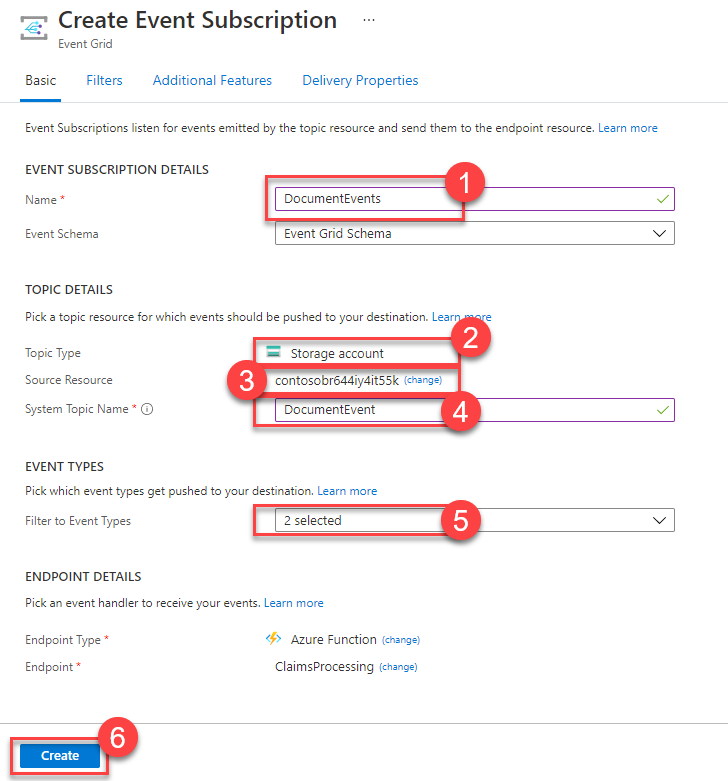 Create Event Subscription ...
Event Grid
Basic Filters Additional Features Delivery Properties
Event Subscriptions listen for events emitted by the topic resource and send them to the endpoint resource. Learn more
EVENT SUBSCRIPTION DETAILS
1
Name * DocumentEvents
Event Schema Event Grid Schema
TOPIC DETAILS
Pick a topic resource for which events should be pushed to your destination. Learn more
2
Topic Type Storage account
Source Resource 3 contosobr644iy4it55k (change)
System Topic Name * DocumentEvent 4
EVENT TYPES
Pick which event types get pushed to your destination. Learn more
Filter to Event Types 2 selected 5
ENDPOINT DETAILS
Pick an event handler to receive your events. Learn more
Endpoint Type * Azure Function (change)
Endpoint * ClaimsProcessing (change)
6
Create